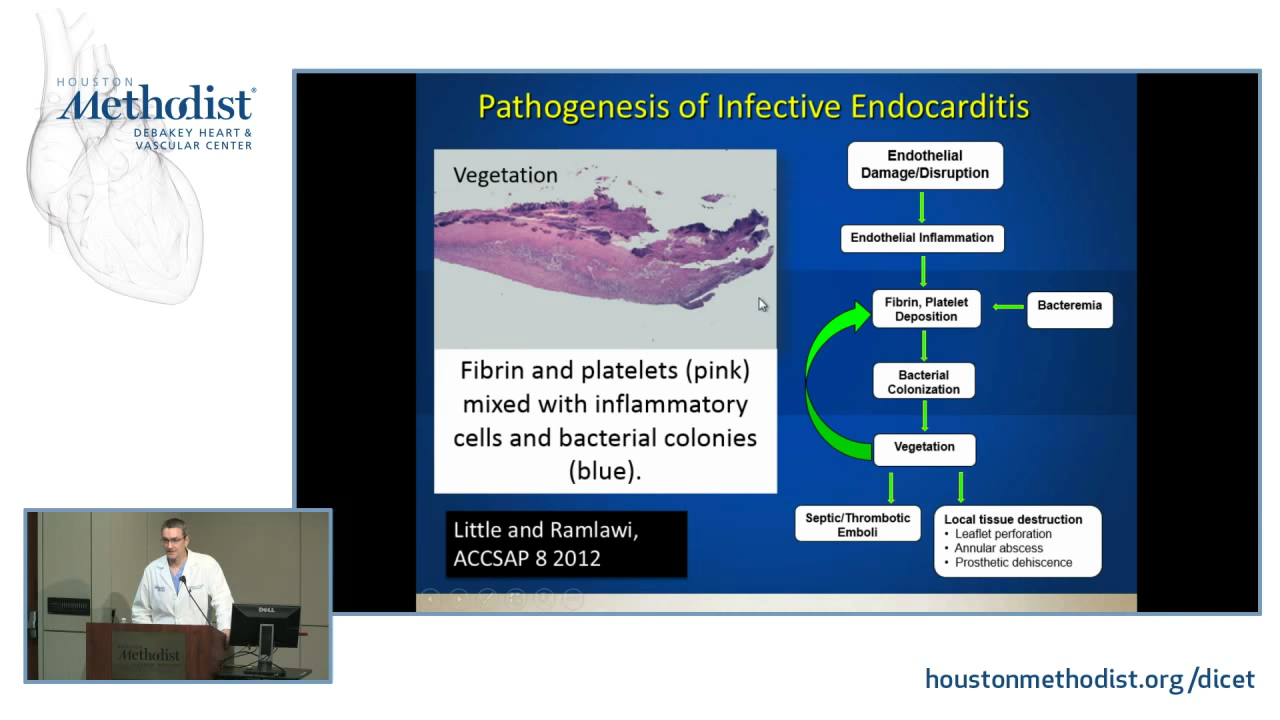 HOUSTON
Methodist®
DEBAKEY HEART &
VASCULAR CENTER
Pathogenesis of Infective Endocarditis
Vegetation
Fibrin and platelets (pink)
mixed with inflammatory
cells and bacterial colonies
(blue).
Little and Ramlawi,
ACCSAP 8 2012
Endothelial
Damage/Disruption
Endothelial Inflammation
Fibrin, Platelet
Deposition
Bacteremia
Bacterial
Colonization
Vegetation
Septic/Thrombotic
Emboli
Local tissue destruction
• Leaflet perforation
• Annular abscess
• Prosthetic dehiscence
DELL
Methodist
houstonmethodist.org/dicet